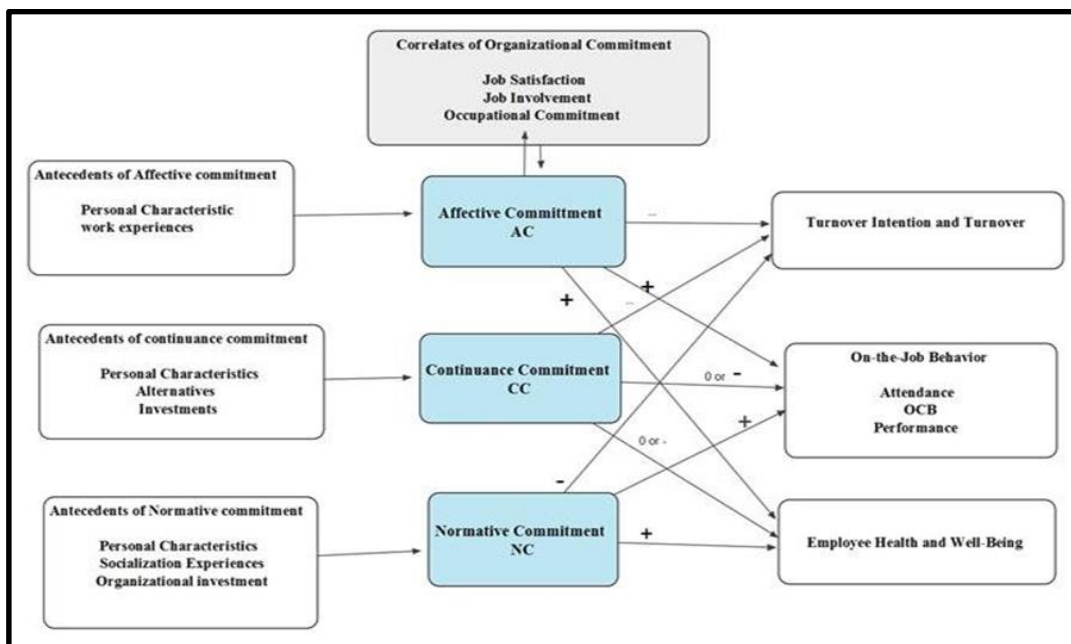 Correlates of Organizational Commitment
Job Satisfaction
Job Involvement
Occupational Commitment
Antecedents of Affective commitment
Personal Characteristic
work experiences
Affective Committment
AC
--
Turnover Intention and Turnover
+
+
--
Antecedents of continuance commitment
Personal Characteristics
Alternatives
Investments
Continuance Commitment
CC
0 or -
On-the-Job Behavior
Attendance
OCB
Performance
0 or -
+
-
Antecedents of Normative commitment
Personal Characteristics
Socialization Experiences
Organizational investment
Normative Commitment
NC
+
Employee Health and Well-Being